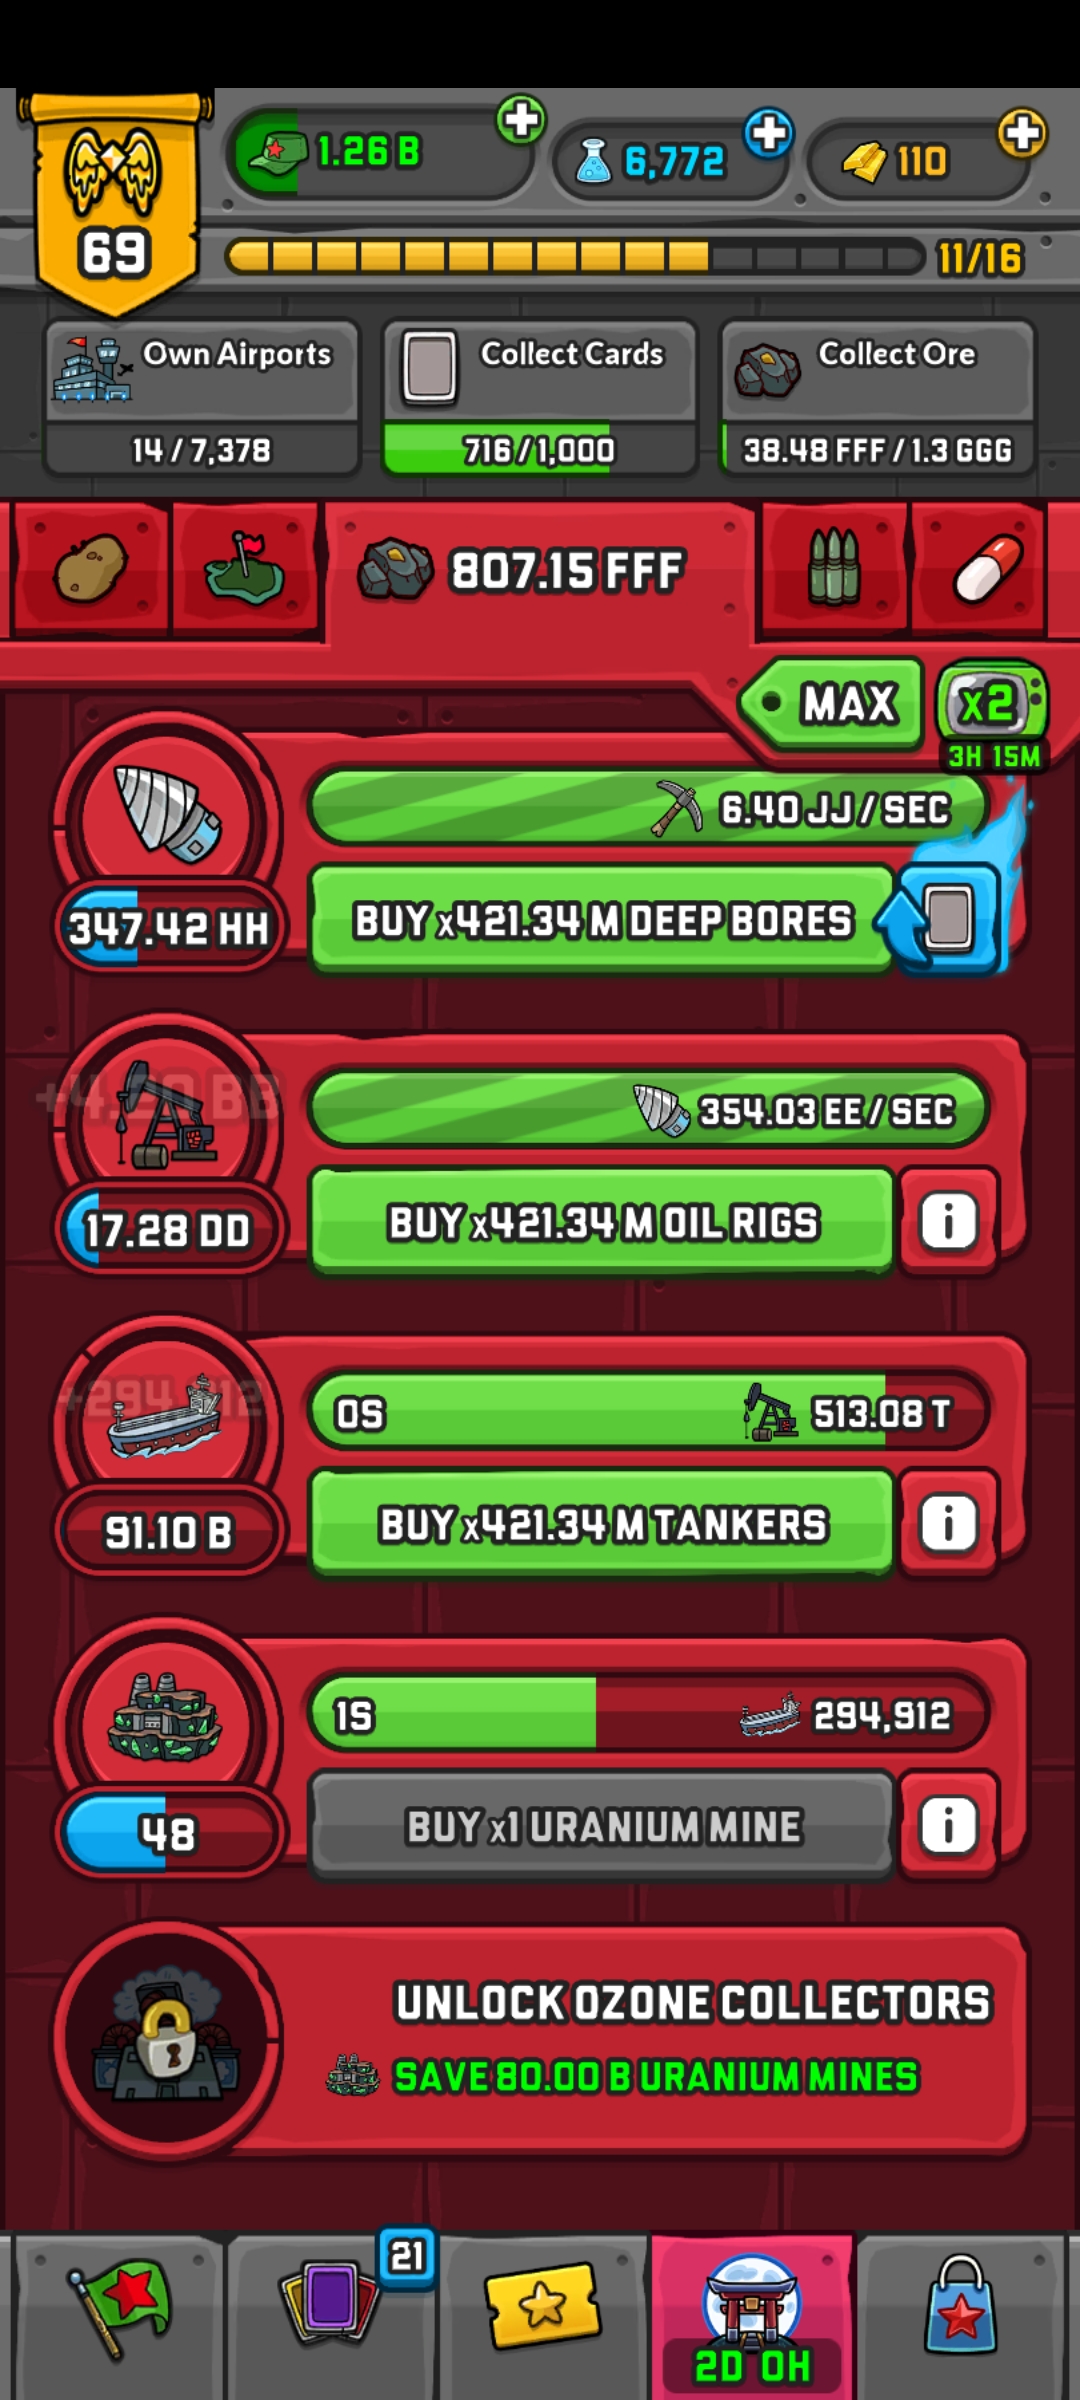 1.26 B
6,772
110
69
11/16
Own Airports
14/7,378
Collect Cards
716/1,000
Collect Ore
38.48 FFF/1.3 GGG
807.15 FFF
MAX
x2
3H 15M
6.40 JJ/SEC
347.42 HH
BUY x421.34 M DEEP BORES
354.03 EE/SEC
17.28 DD
BUY x421.34 M OIL RIGS
i
+294,912
0S
513.08 T
91.10 B
BUY x421.34 M TANKERS
i
1S
294,912
48
BUY x1 URANIUM MINE
i
UNLOCK OZONE COLLECTORS
SAVE 80.00 B URANIUM MINES
21
2D 0H